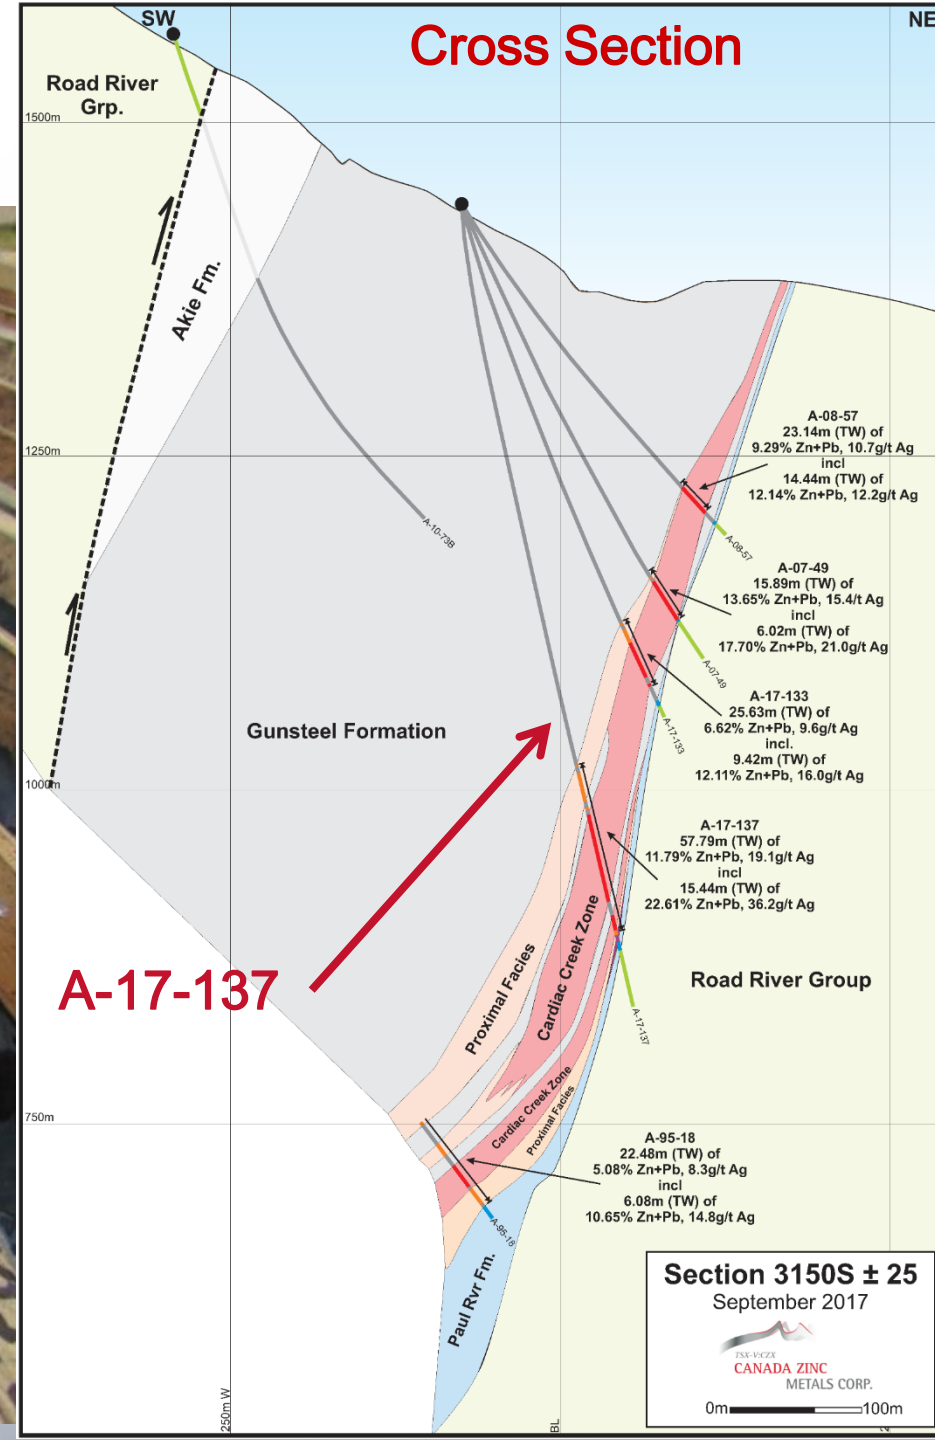 SW
Cross Section
NE
Road River
Grp.
1500m
Akie Fm.
A-08-57
23.14m (TW) of
9.29% Zn+Pb, 10.7g/t Ag
incl
14.44m (TW) of
12.14% Zn+Pb, 12.2g/t Ag
1250m
A-10-73B
A-08-57
A-07-49
15.89m (TW) of
13.65% Zn+Pb, 15.4/t Ag
incl
6.02m (TW) of
17.70% Zn+Pb, 21.0g/t Ag
A-07-49
A-17-133
25.63m (TW) of
6.62% Zn+Pb, 9.6g/t Ag
incl.
9.42m (TW) of
12.11% Zn+Pb, 16.0g/t Ag
A-17-133
Gunsteel Formation
1000m
A-17-137
57.79m (TW) of
11.79% Zn+Pb, 19.1g/t Ag
incl
15.44m (TW) of
22.61% Zn+Pb, 36.2g/t Ag
A-17-137
Proximal Facies
Cardiac Creek Zone
Road River Group
A-17-137
Cardiac Creek Zone
Proximal Facies
750m
A-95-18
22.48m (TW) of
5.08% Zn+Pb, 8.3g/t Ag
incl
6.08m (TW) of
10.65% Zn+Pb, 14.8g/t Ag
A-95-18
Paul Rvr Fm.
Section 3150S ± 25
September 2017
TSX-V:CZX
CANADA ZINC
METALS CORP.
0m
100m
250m W
BL